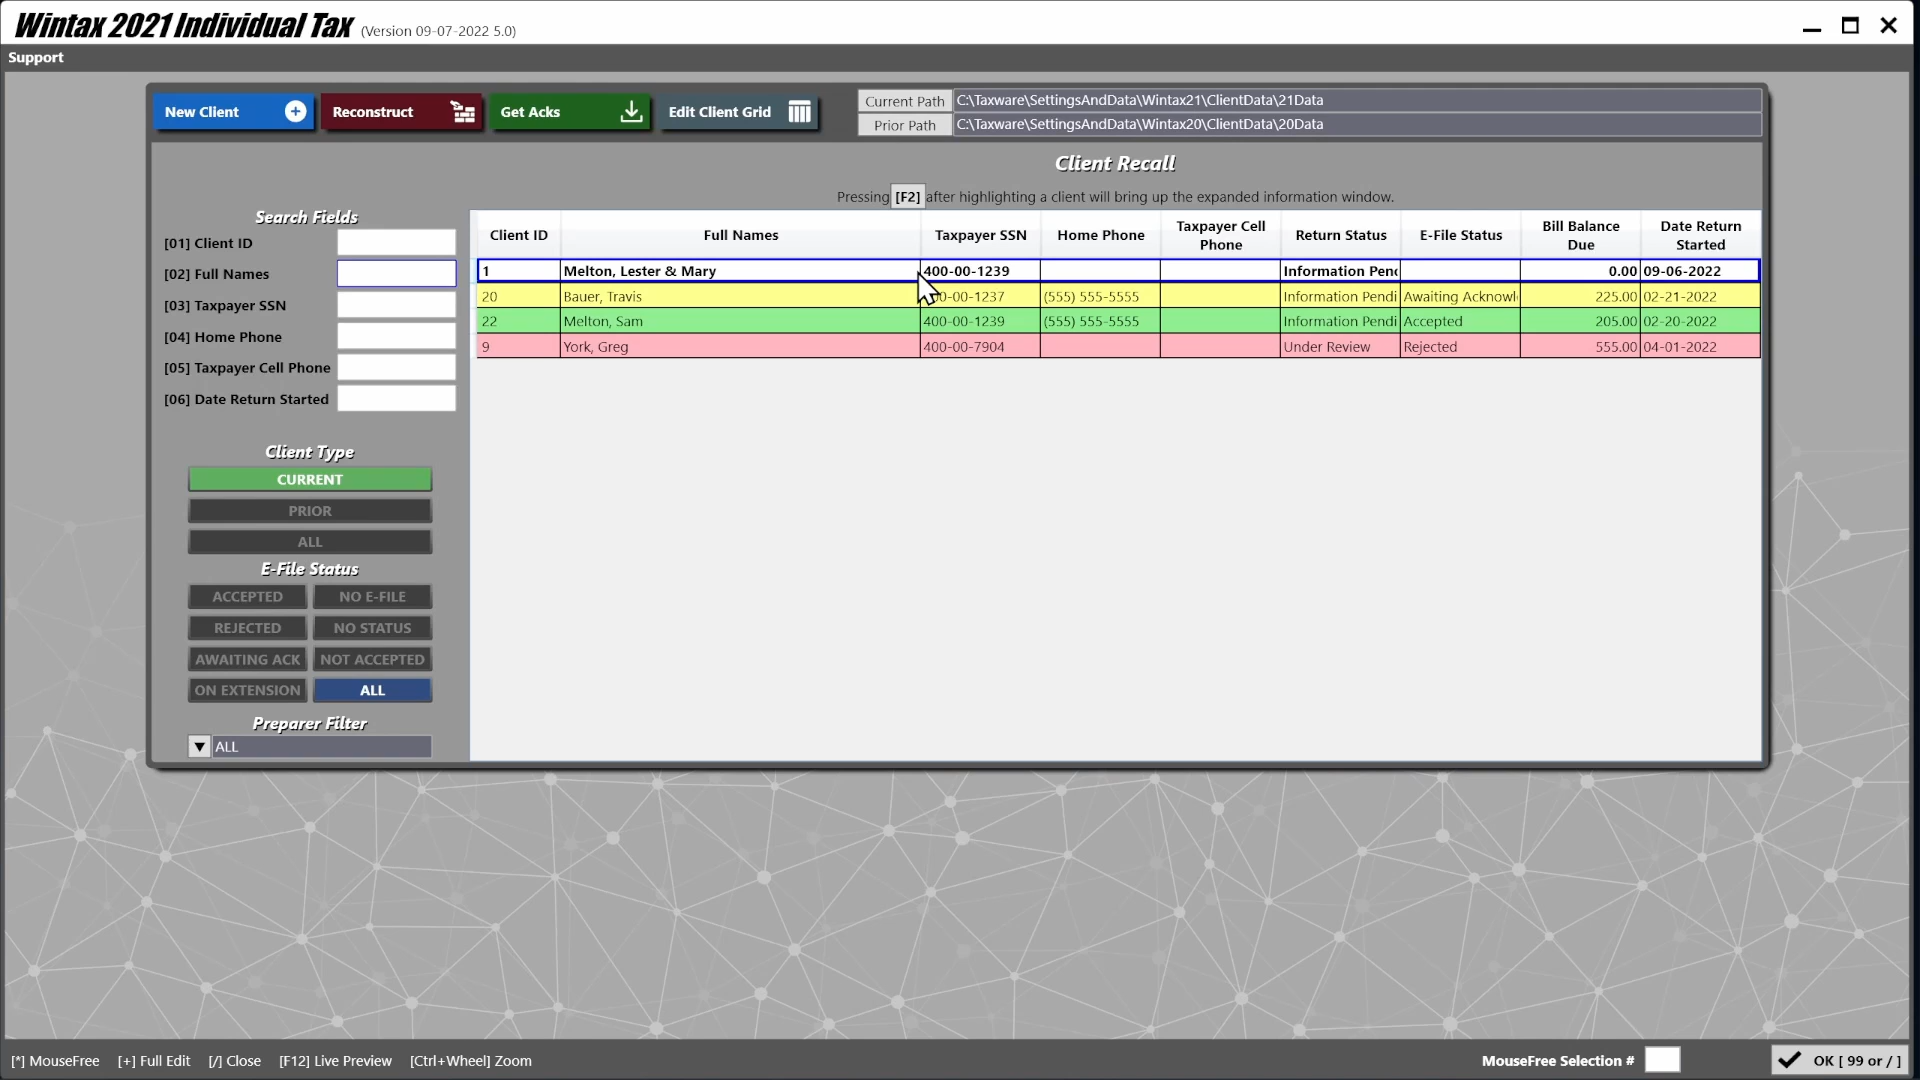 Wintax 2021 Individual Tax (Version 09-07-2022 5.0)
Support
New Client
Reconstruct
Get Acks
Edit Client Grid
Current Path C:\Taxware\SettingsAndData\Wintax21\ClientData\21Data
Prior Path C:\Taxware\SettingsAndData\Wintax20\ClientData\20Data
Client Recall
Pressing [F2] after highlighting a client will bring up the expanded information window.
Search Fields
[01] Client ID
[02] Full Names
[03] Taxpayer SSN
[04] Home Phone
[05] Taxpayer Cell Phone
[06] Date Return Started
Client Type
CURRENT
PRIOR
ALL
E-File Status
ACCEPTED NO E-FILE
REJECTED NO STATUS
AWAITING ACK NOT ACCEPTED
ON EXTENSION ALL
Preparer Filter
ALL
Client ID Full Names Taxpayer SSN Home Phone Taxpayer Cell Phone Return Status E-File Status Bill Balance Due Date Return Started
1 Melton, Lester & Mary 400-00-1239 Information Pen 0.00 09-06-2022
20 Bauer, Travis 00-1237 (555) 555-5555 Information Pendi Awaiting Acknowl 225.00 02-21-2022
22 Melton, Sam 400-00-1239 (555) 555-5555 Information Pendi Accepted 205.00 02-20-2022
9 York, Greg 400-00-7904 Under Review Rejected 555.00 04-01-2022
[*] MouseFree [+] Full Edit [/] Close [F12] Live Preview [Ctrl+Wheel] Zoom
MouseFree Selection #
OK [ 99 or / ]